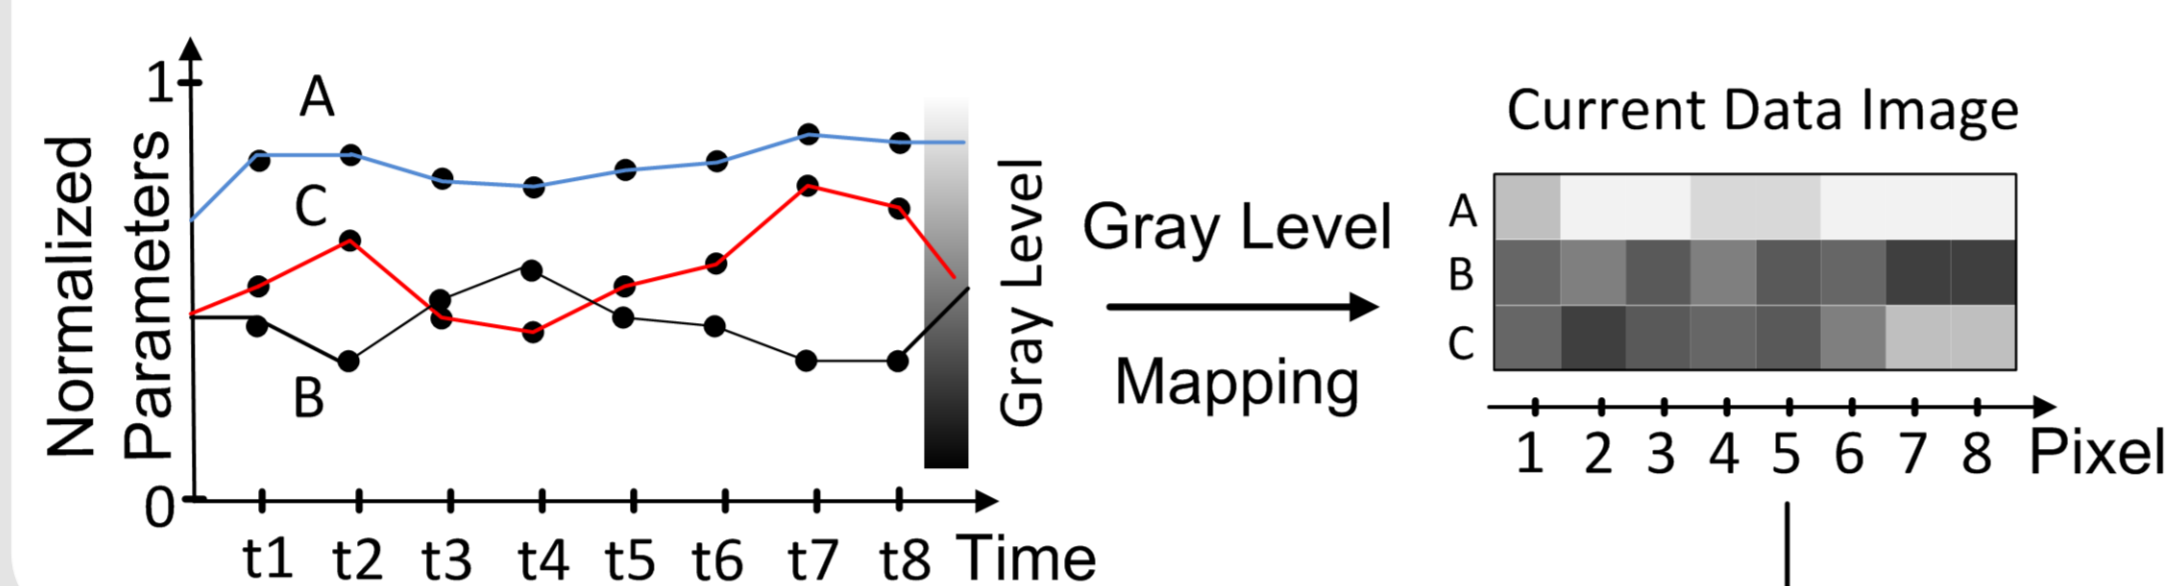 Normalized
Parameters
1
0
A
C
B
t1 t2 t3 t4 t5 t6 t7 t8 Time
Gray Level
Gray Level
Mapping
Current Data Image
A
B
C
1 2 3 4 5 6 7 8 Pixel